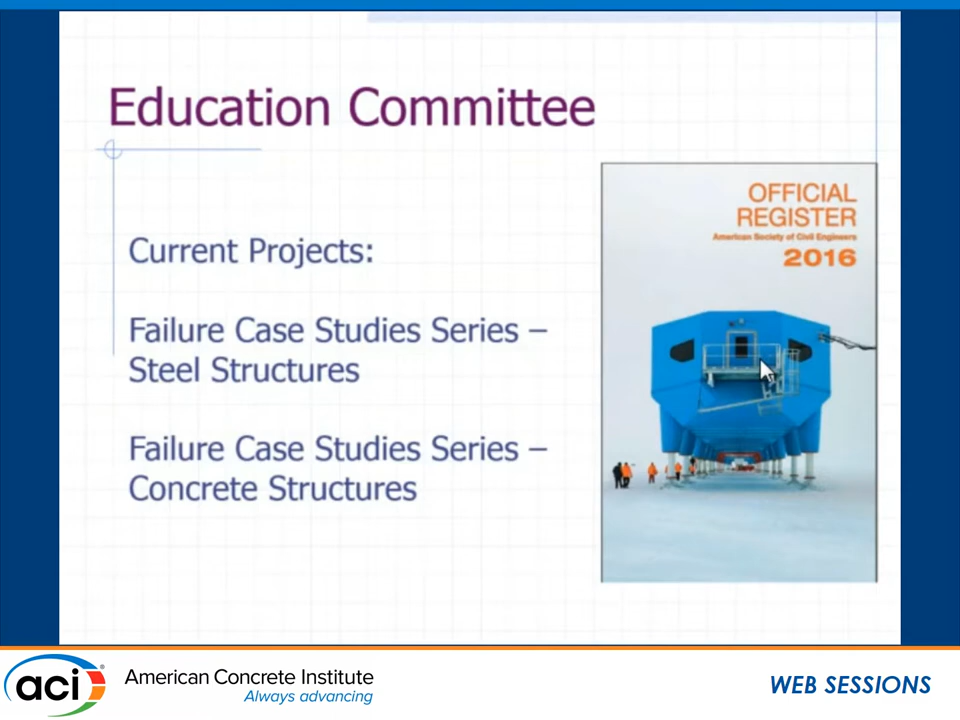 Education Committee
Current Projects:
Failure Case Studies Series –
Steel Structures
Failure Case Studies Series –
Concrete Structures
OFFICIAL
REGISTER
American Society of Civil Engineers
2016
aci®
American Concrete Institute
Always advancing
WEB SESSIONS